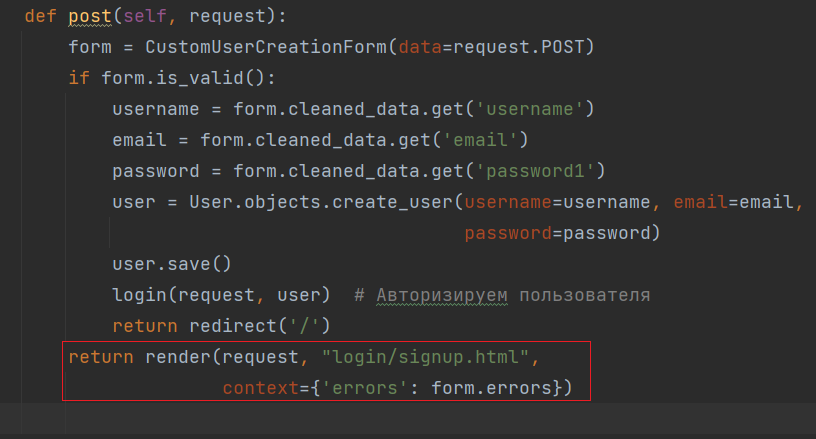 def post(self, request):
form = CustomUserCreationForm(data=request.POST)
if form.is_valid():
username = form.cleaned_data.get('username')
email = form.cleaned_data.get('email')
password = form.cleaned_data.get('password1')
user = User.objects.create_user(username=username, email=email,
password=password)
user.save()
login(request, user)  # Авторизируем пользователя
return redirect('/')
return render(request, "login/signup.html",
context={'errors': form.errors})